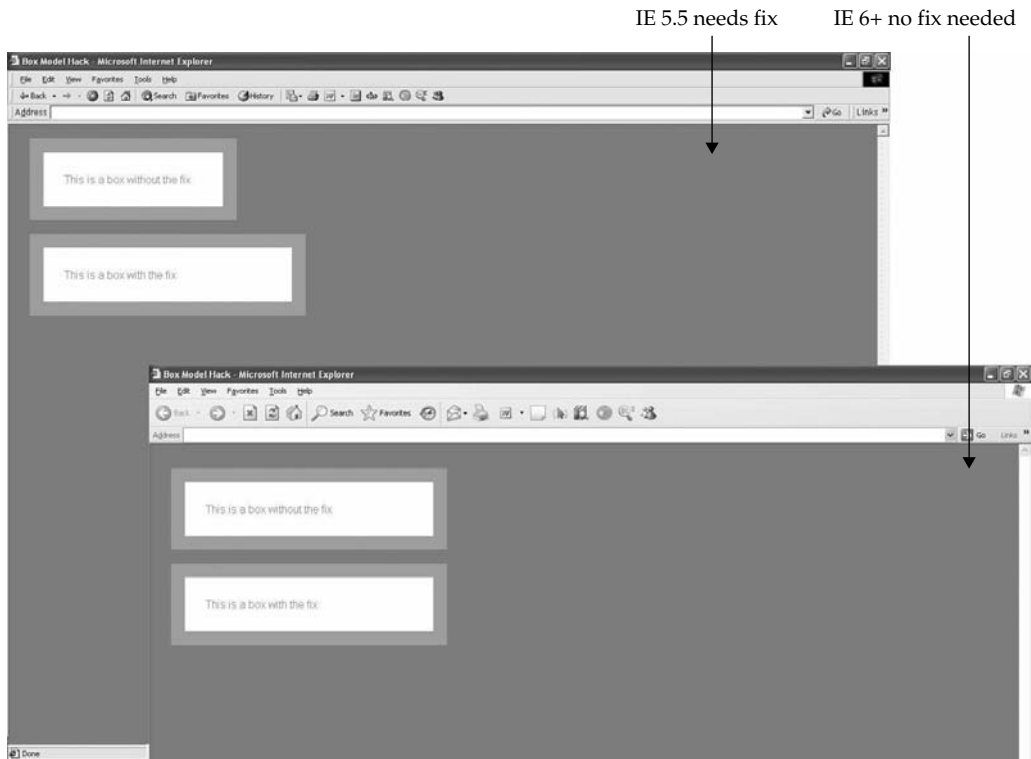 IE 5.5 needs fix IE 6+ no fix needed
Box Model Hack - Microsoft Internet Explorer
File Edit View Favorites Tools Help
Back Search Favorites History
Address Go Links »
This is a box without the fix
This is a box with the fix
Box Model Hack - Microsoft Internet Explorer
File Edit View Favorites Tools Help
Back Search Favorites
Address Go Links »
This is a box without the fix
This is a box with the fix
Done